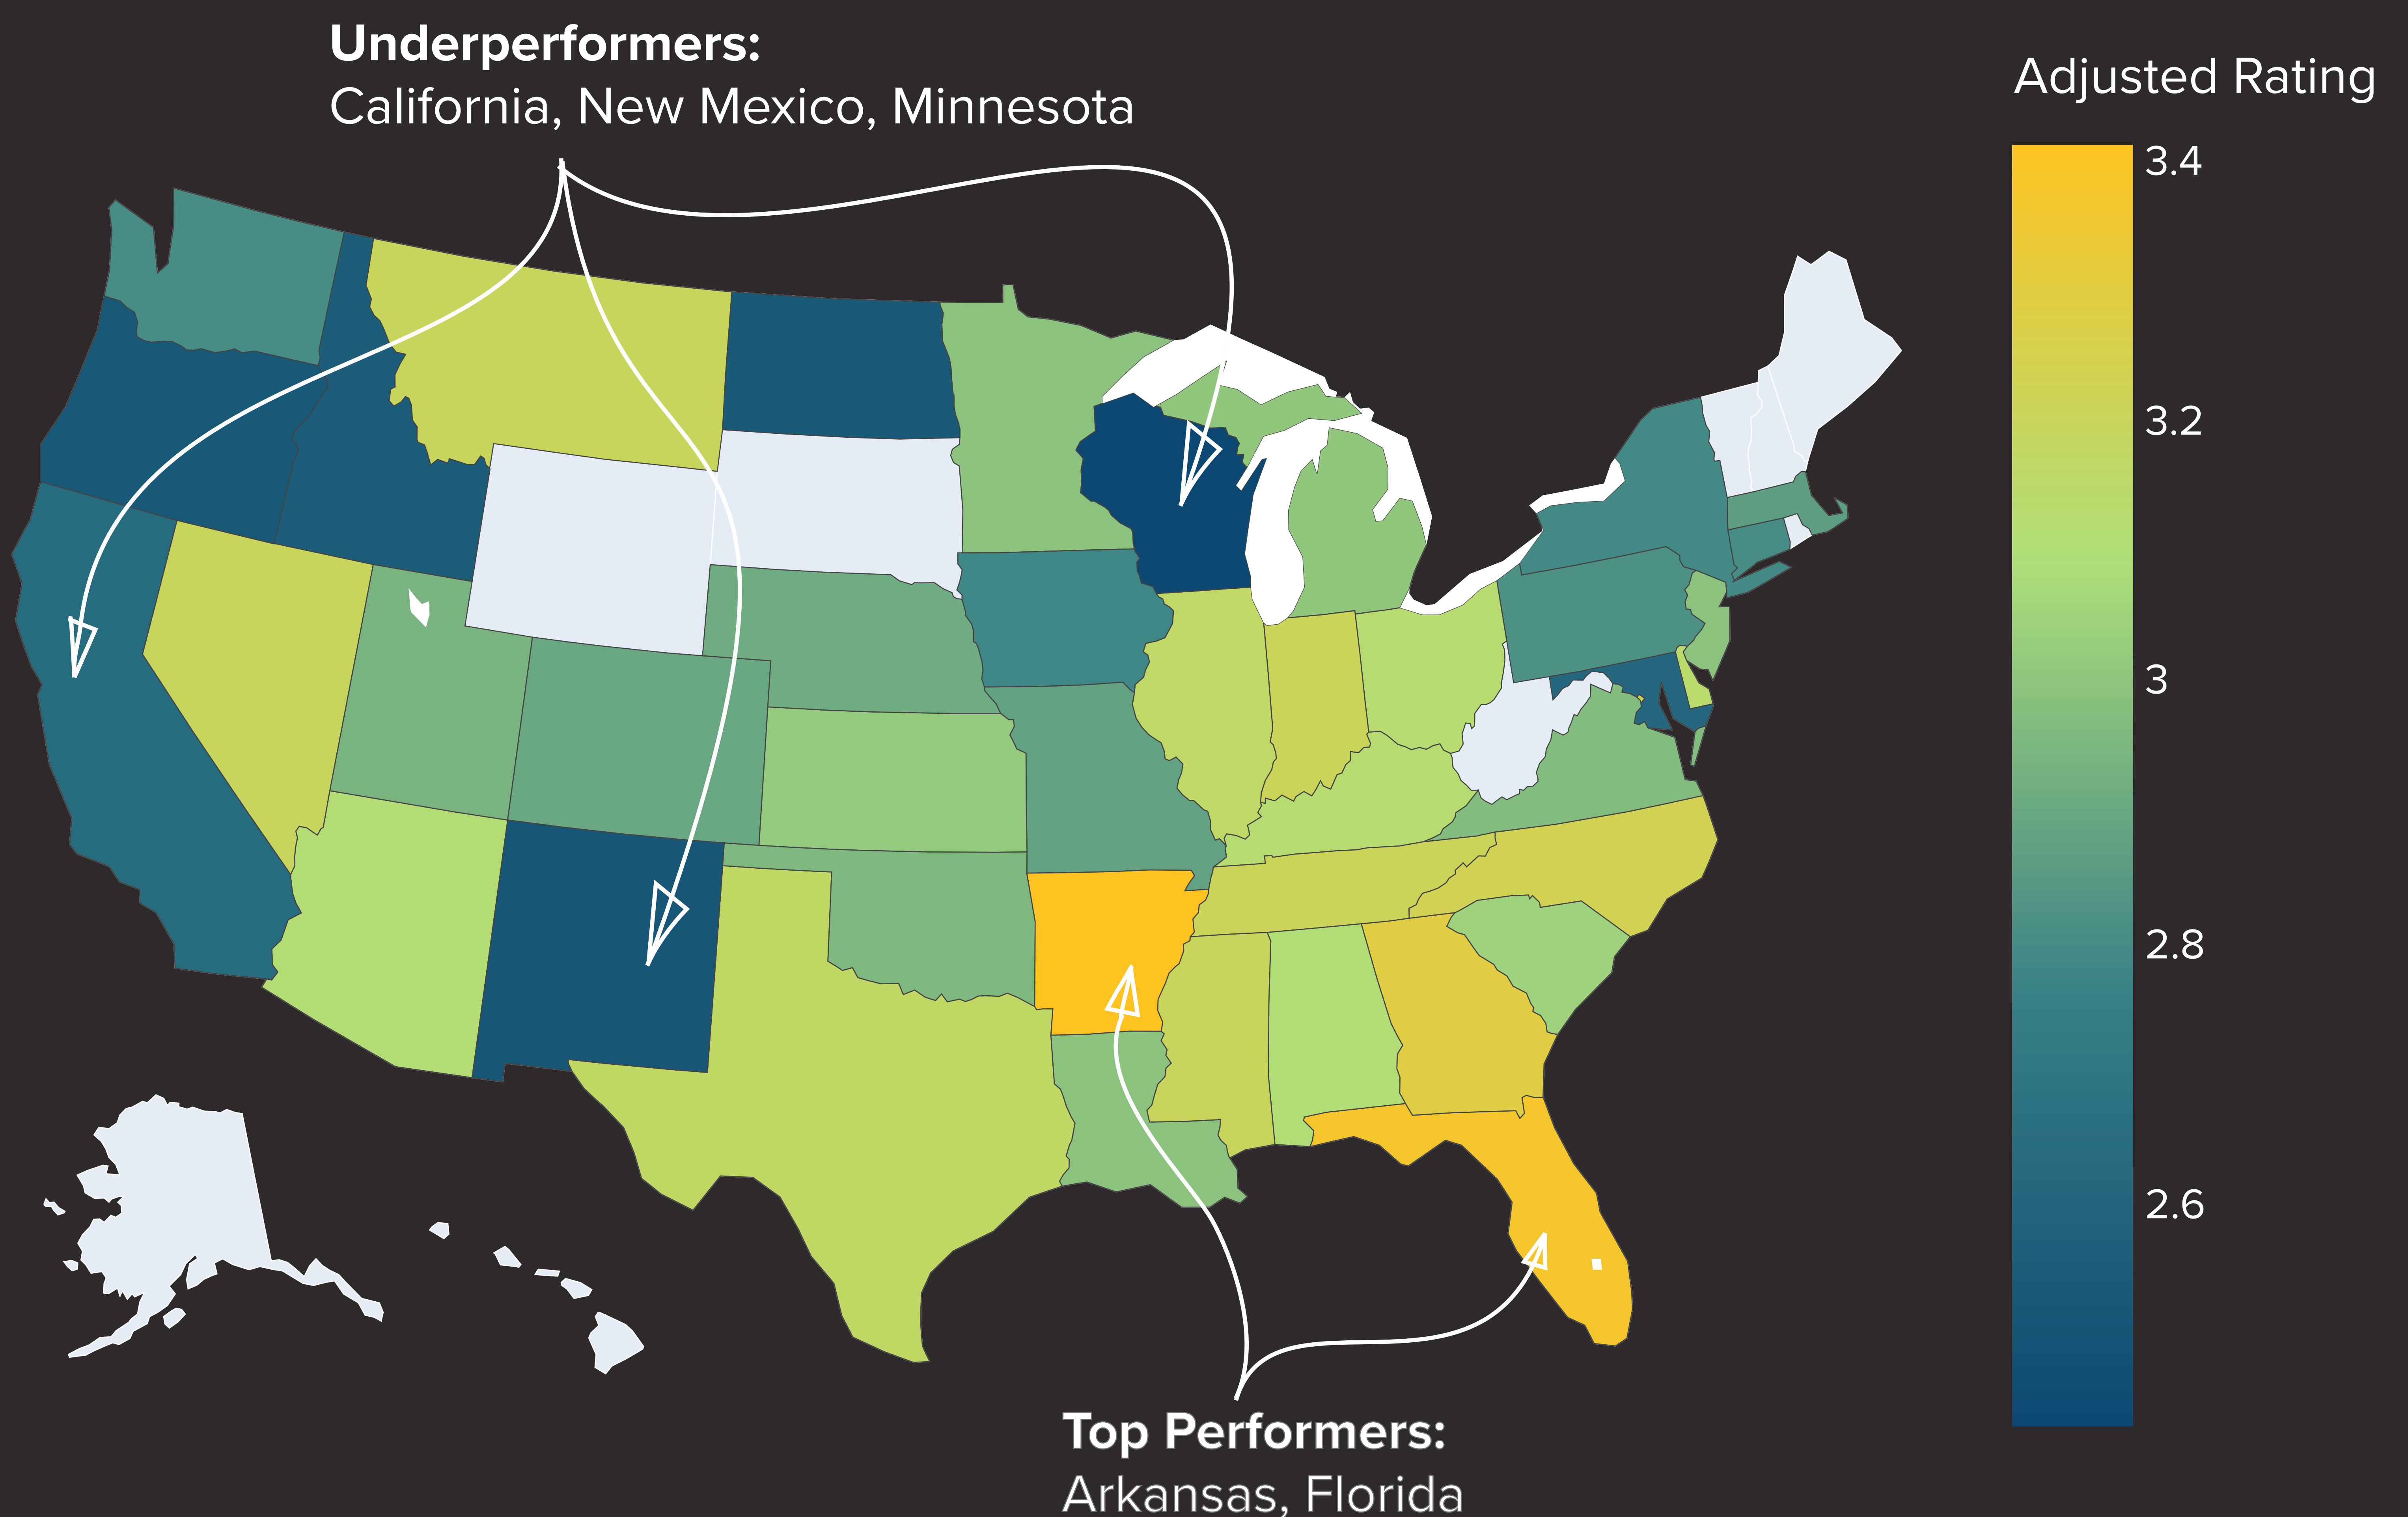 Underperformers:
California, New Mexico, Minnesota
Adjusted Rating
3.4
3.2
3
2.8
2.6
Top Performers:
Arkansas, Florida